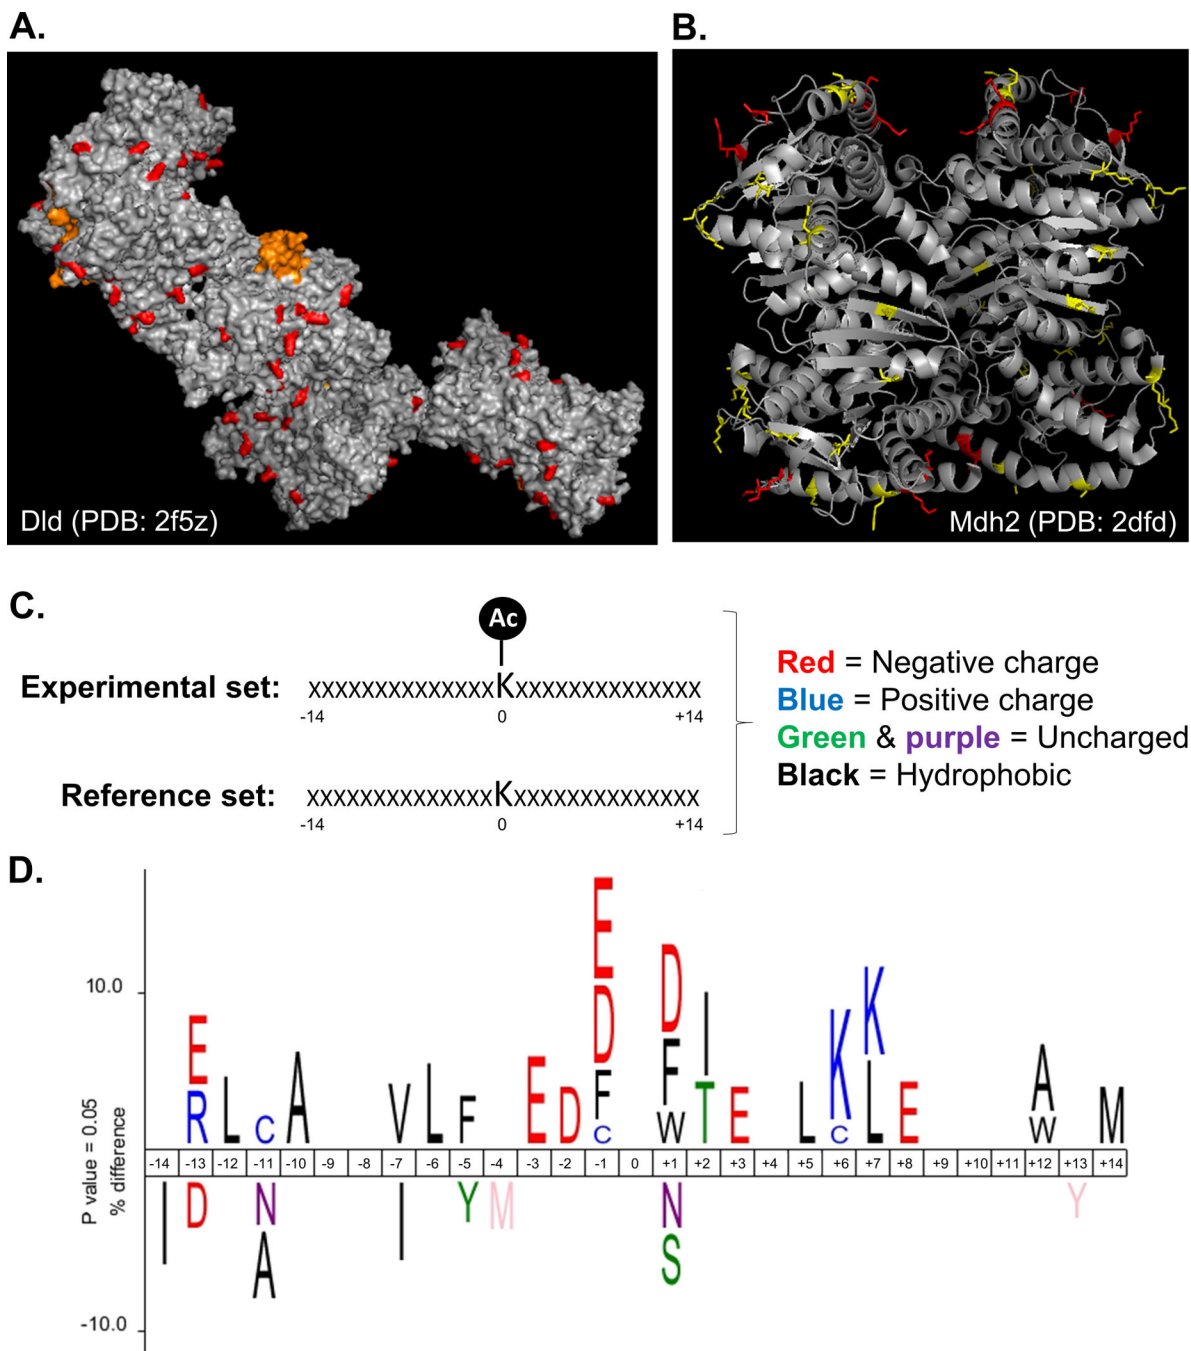 A.
B.
Dld (PDB: 2f5z)
Mdh2 (PDB: 2dfd)
C.
Ac
Experimental set: xxxxxxxxxxxxxxKxxxxxxxxxxxxxx
-14 0 +14
Reference set: xxxxxxxxxxxxxxKxxxxxxxxxxxxxx
-14 0 +14
Red = Negative charge
Blue = Positive charge
Green & purple = Uncharged
Black = Hydrophobic
D.
10.0
P value = 0.05
% difference
-10.0
E R L C A V L F E D E D F C D F W I T E L K C K L E A W M
-14 -13 -12 -11 -10 -9 -8 -7 -6 -5 -4 -3 -2 -1 0 +1 +2 +3 +4 +5 +6 +7 +8 +9 +10 +11 +12 +13 +14
I D N A I Y M N S Y